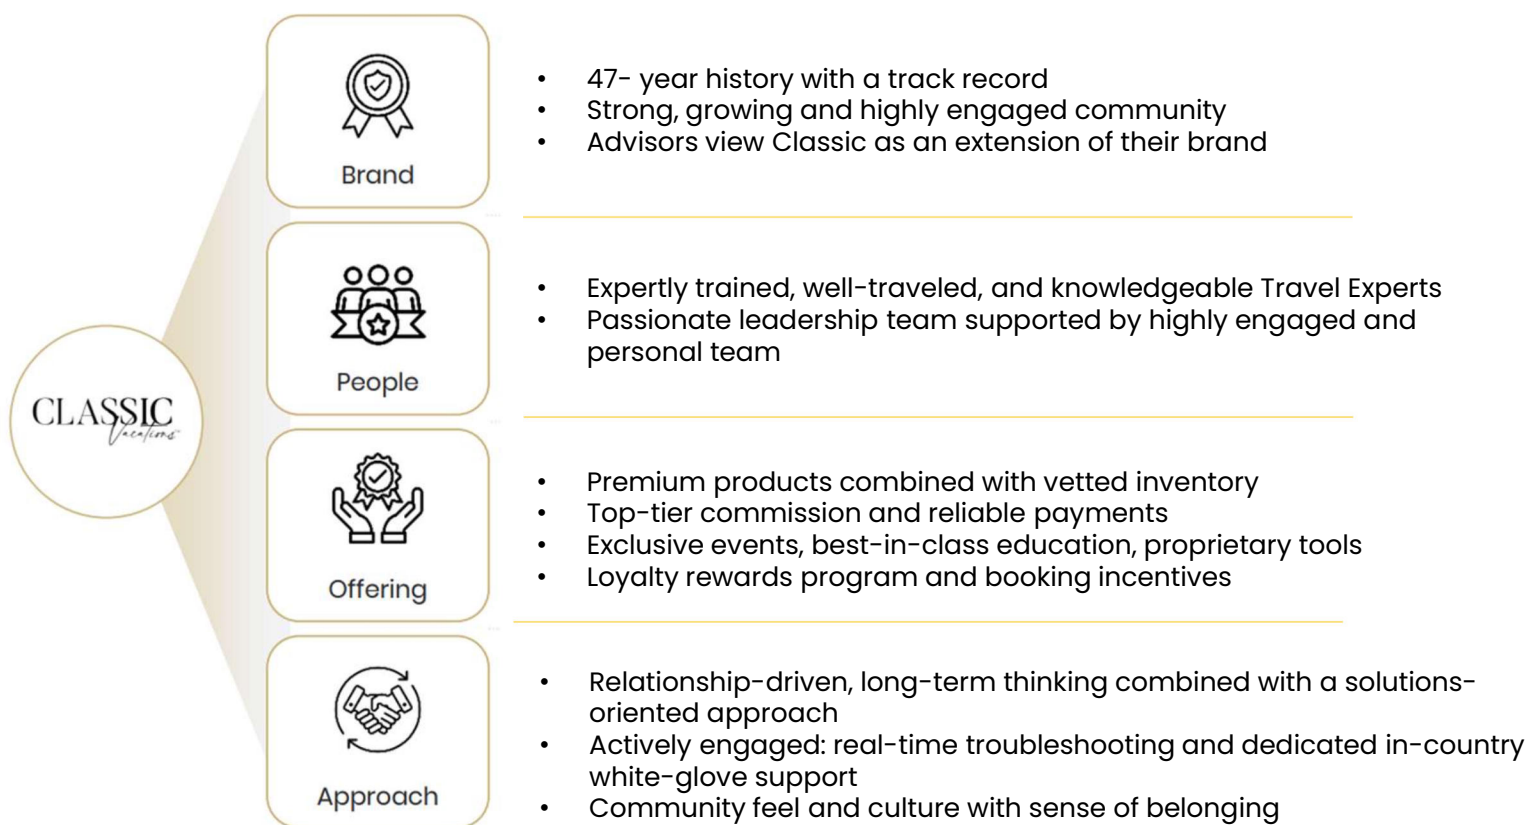 47- year history with a track record
Strong, growing and highly engaged community
Advisors view Classic as an extension of their brand
Brand
Expertly trained, well-traveled, and knowledgeable Travel Experts
Passionate leadership team supported by highly engaged and
personal team
People
CLASSIC
Vacations
Premium products combined with vetted inventory
Top-tier commission and reliable payments
Exclusive events, best-in-class education, proprietary tools
Loyalty rewards program and booking incentives
Offering
Relationship-driven, long-term thinking combined with a solutions-
oriented approach
Actively engaged: real-time troubleshooting and dedicated in-country
white-glove support
Community feel and culture with sense of belonging
Approach